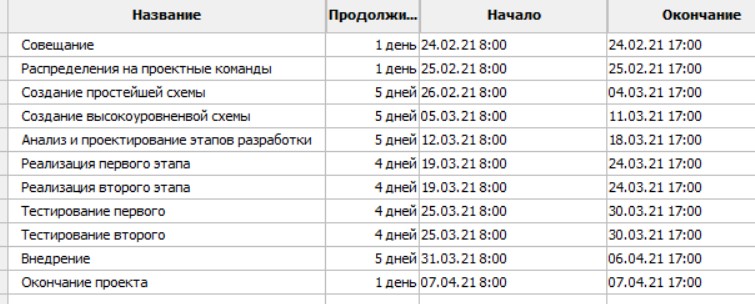 Название Продолжи... Начало Окончание
Совещание 1 день 24.02.21 8:00 24.02.21 17:00
Распределения на проектные команды 1 день 25.02.21 8:00 25.02.21 17:00
Создание простейшей схемы 5 дней 26.02.21 8:00 04.03.21 17:00
Создание высокоуровненвой схемы 5 дней 05.03.21 8:00 11.03.21 17:00
Анализ и проектирование этапов разработки 5 дней 12.03.21 8:00 18.03.21 17:00
Реализация первого этапа 4 дней 19.03.21 8:00 24.03.21 17:00
Реализация второго этапа 4 дней 19.03.21 8:00 24.03.21 17:00
Тестирование первого 4 дней 25.03.21 8:00 30.03.21 17:00
Тестирование второго 4 дней 25.03.21 8:00 30.03.21 17:00
Внедрение 5 дней 31.03.21 8:00 06.04.21 17:00
Окончание проекта 1 день 07.04.21 8:00 07.04.21 17:00